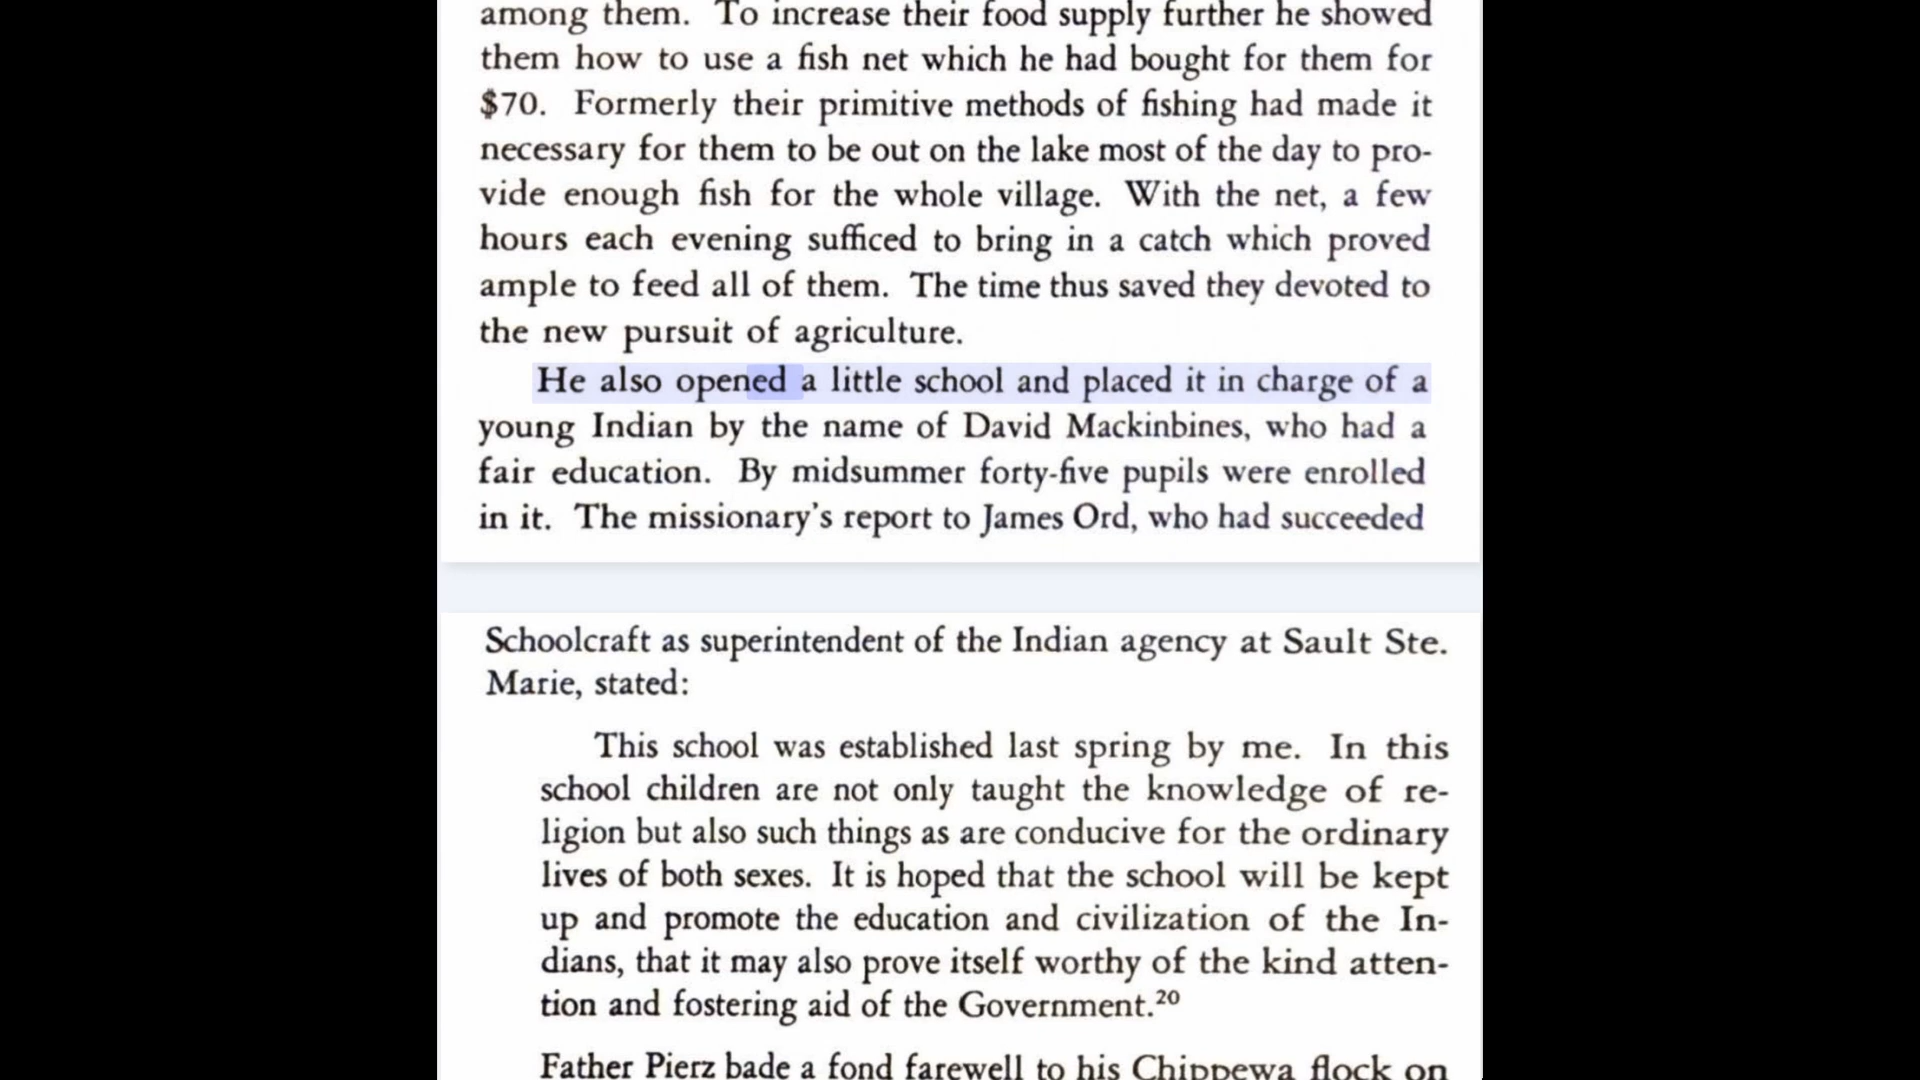 among them. To increase their food supply further he showed
them how to use a fish net which he had bought for them for
$70. Formerly their primitive methods of fishing had made it
necessary for them to be out on the lake most of the day to pro-
vide enough fish for the whole village. With the net, a few
hours each evening sufficed to bring in a catch which proved
ample to feed all of them. The time thus saved they devoted to
the new pursuit of agriculture.
He also opened a little school and placed it in charge of a
young Indian by the name of David Mackinbines, who had a
fair education. By midsummer forty-five pupils were enrolled
in it. The missionary's report to James Ord, who had succeeded
Schoolcraft as superintendent of the Indian agency at Sault Ste.
Marie, stated:
This school was established last spring by me. In this
school children are not only taught the knowledge of re-
ligion but also such things as are conducive for the ordinary
lives of both sexes. It is hoped that the school will be kept
up and promote the education and civilization of the In-
dians, that it may also prove itself worthy of the kind atten-
tion and fostering aid of the Government.20
Father Pierz bade a fond farewell to his Chippewa flock on